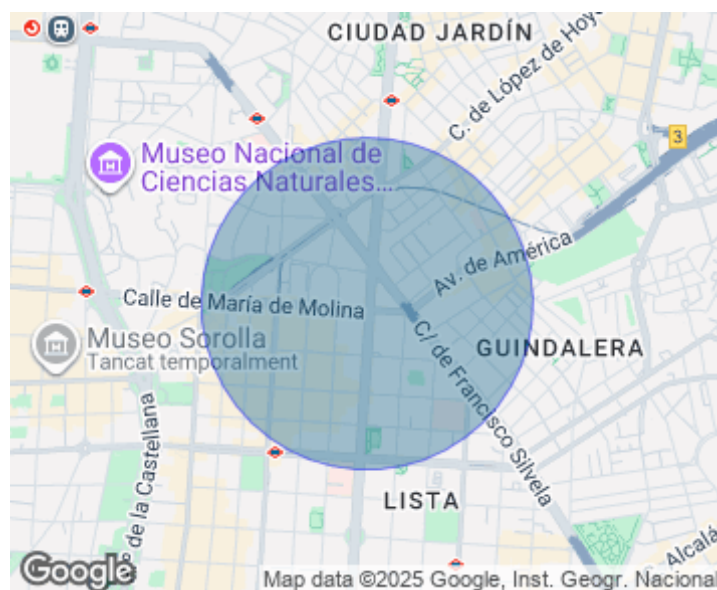 CIUDAD JARDÍN
C. de López de Hoyo
3
Museo Nacional de
Ciencias Naturales...
Av. de América
Calle de María de Molina
Museo Sorolla
Tancat temporalment
C/ de Francisco Silvela
GUINDALERA
de la Castellana
LISTA
C. Alcalá
Google
Map data ©2025 Google, Inst. Geogr. Nacional